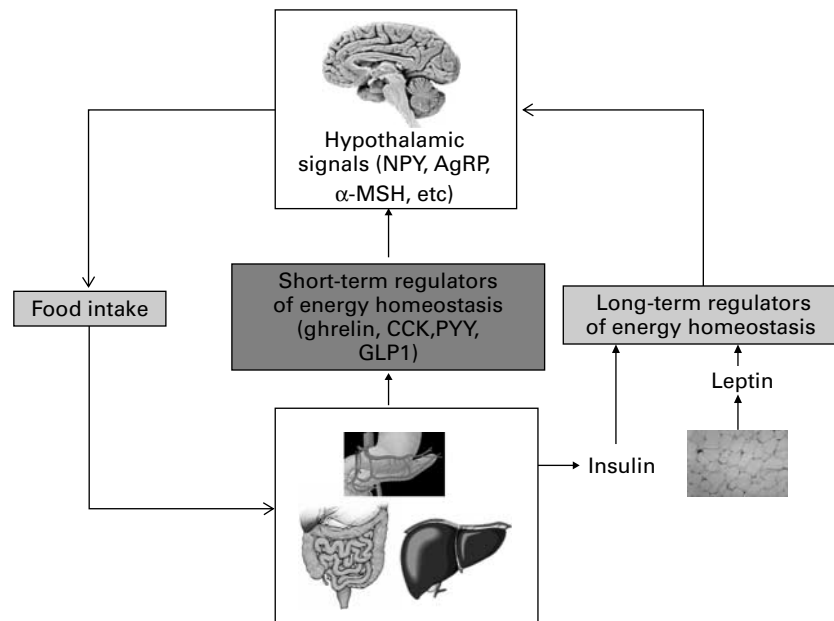 Hypothalamic
signals (NPY, AgRP,
α-MSH, etc)
Food intake
Short-term regulators
of energy homeostasis
(ghrelin, CCK,PYY,
GLP1)
Long-term regulators
of energy homeostasis
Leptin
Insulin